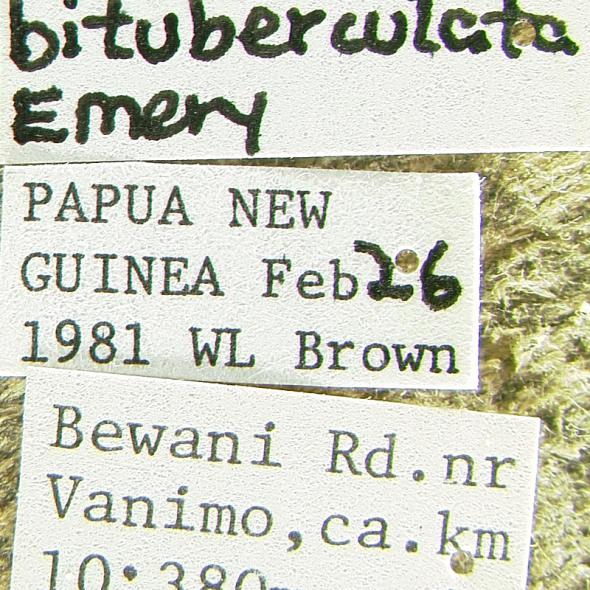 bituberculata
Emery
PAPUA NEW
GUINEA Feb 26
1981 WL Brown
Bewani Rd.nr
Vanimo,ca.km